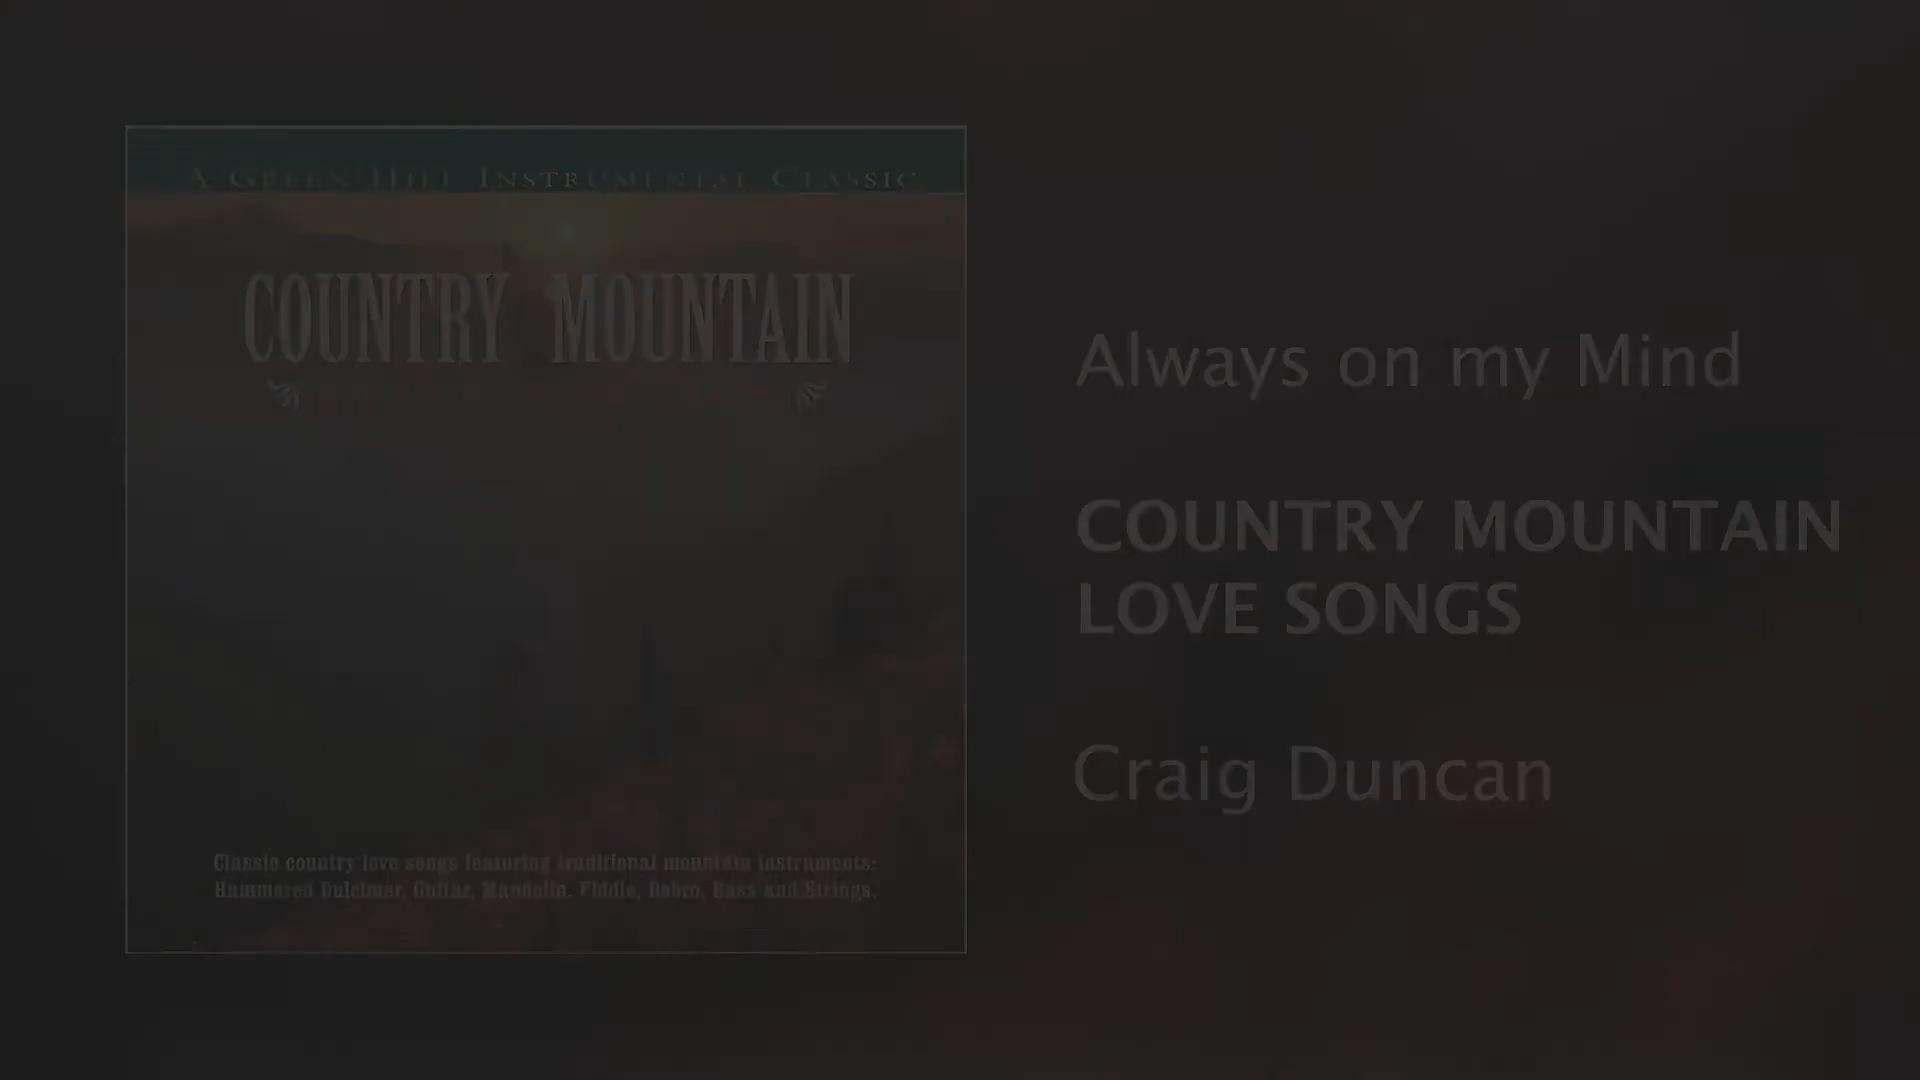 A GREEN HILL INSTRUMENTAL CLASSIC
COUNTRY MOUNTAIN
Classic country love songs featuring traditional mountain instruments:
Hammered Dulcimer, Guitar, Mandolin, Fiddle, Dobro, Bass and Strings.
Always on my Mind
COUNTRY MOUNTAIN
LOVE SONGS
Craig Duncan